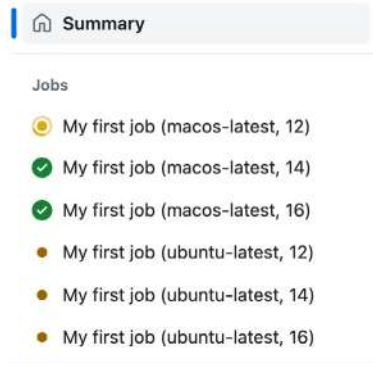 Summary
Jobs
My first job (macos-latest, 12)
My first job (macos-latest, 14)
My first job (macos-latest, 16)
My first job (ubuntu-latest, 12)
My first job (ubuntu-latest, 14)
My first job (ubuntu-latest, 16)